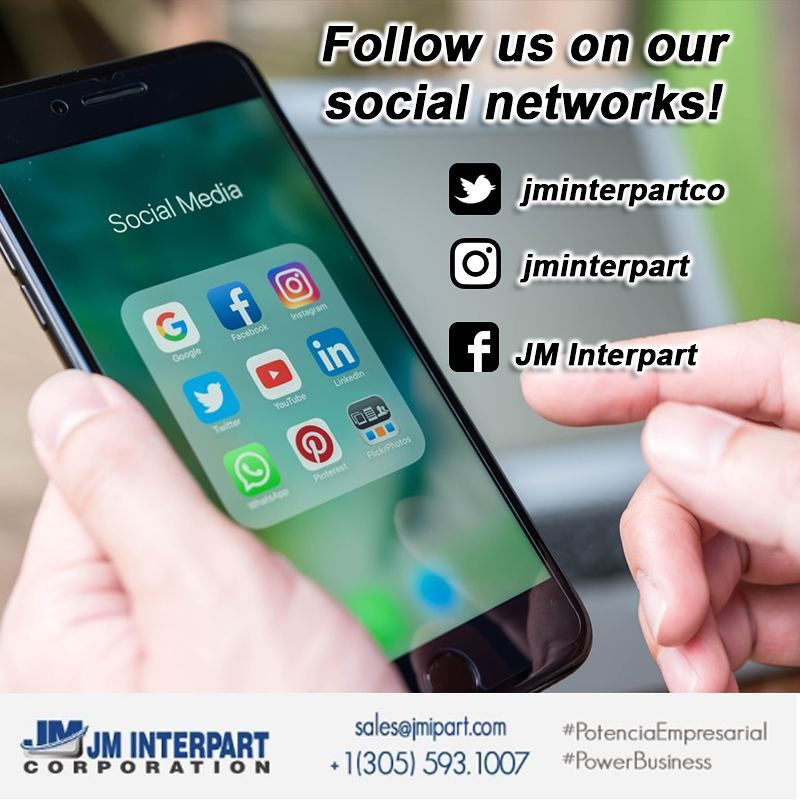 Follow us on our
social networks!
jminterpartco
jminterpart
JM Interpart
Social Media
Google
Facebook
Instagram
Twitter
YouTube
LinkedIn
WhatsApp
Pinterest
FlickrPhotos
JM JM INTERPART
CORPORATION
sales@jmipart.com
+1(305) 593.1007
#PotenciaEmpresarial
#PowerBusiness